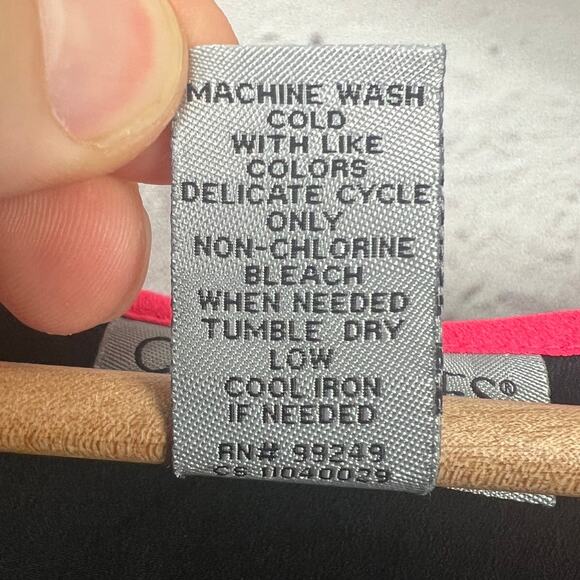 MACHINE WASH
COLD
WITH LIKE
COLORS
DELICATE CYCLE
ONLY
NON-CHLORINE
BLEACH
WHEN NEEDED
TUMBLE DRY
LOW
COOL IRON
IF NEEDED
RN# 99249
CS 11040029